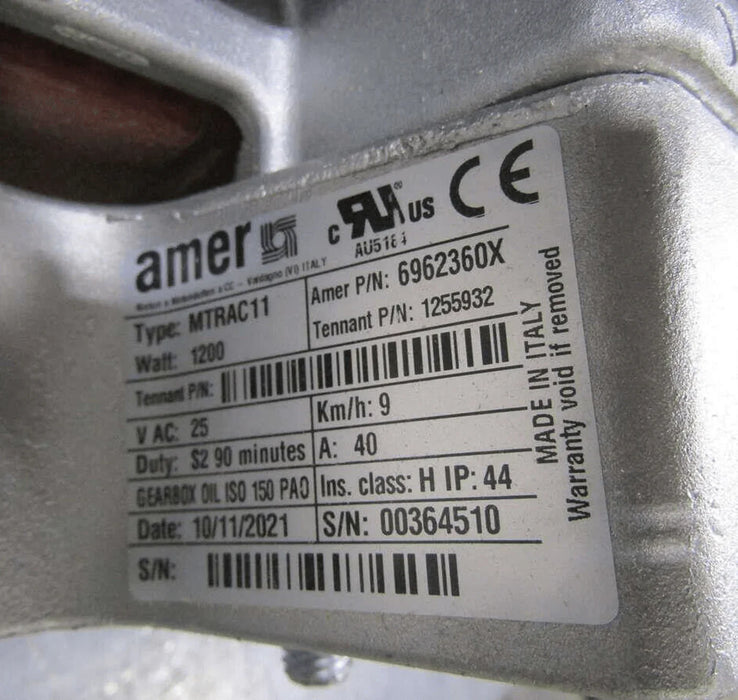 amer
c RU US CE
AU5184
Valdagno (VI) ITALY
Type: MTRAC11
Amer P/N: 6962360X
Watt: 1200
Tennant P/N: 1255932
Tennant P/N:
V AC: 25
Km/h: 9
Duty: S2 90 minutes
A: 40
GEARBOX OIL ISO 150 PAO
Ins. class: H IP: 44
Date: 10/11/2021
S/N: 00364510
S/N:
MADE IN ITALY
Warranty void if removed